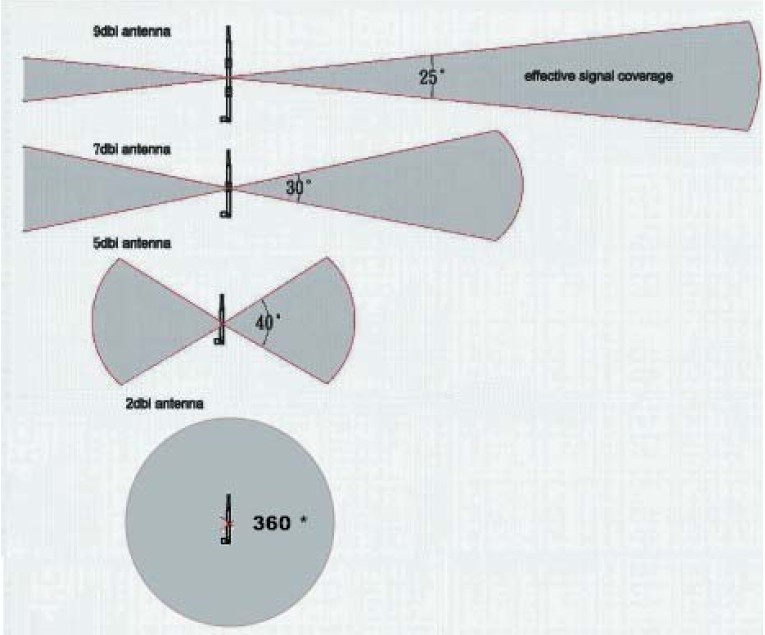 9dbi antenna
25°
effective signal coverage
7dbi antenna
30°
5dbi antenna
40°
2dbi antenna
360 °